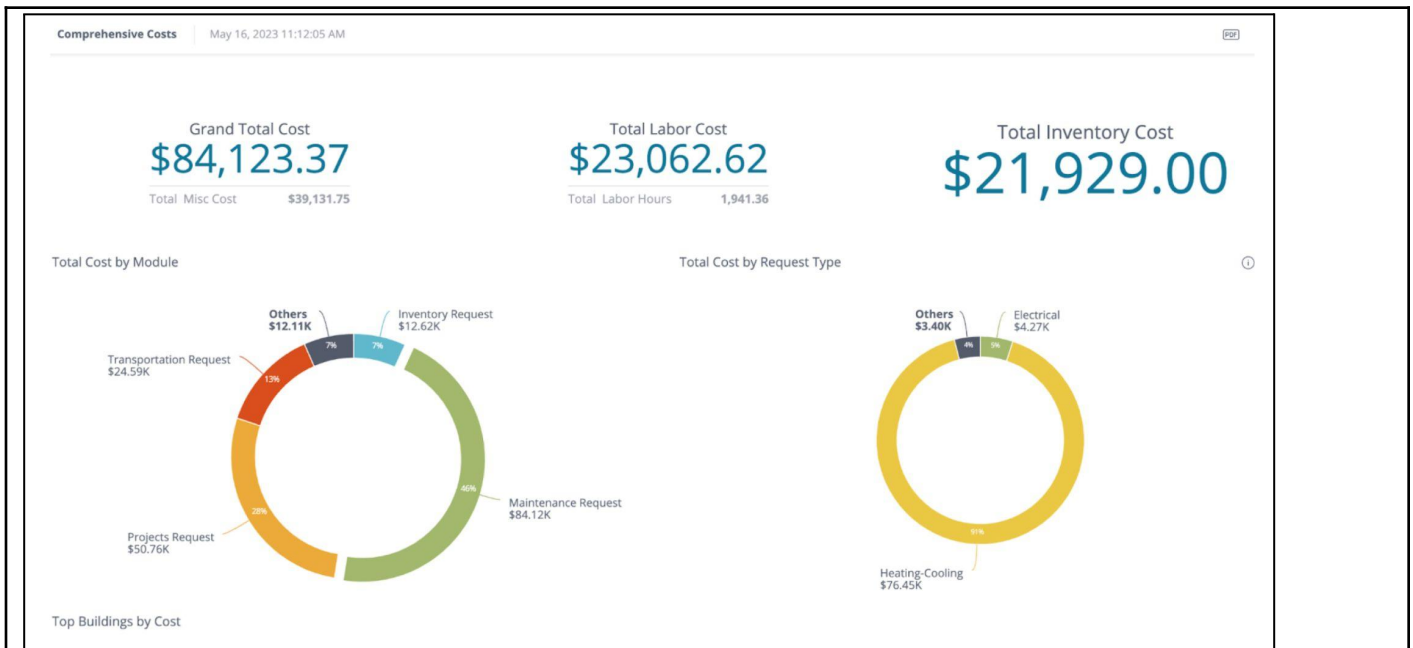 Comprehensive Costs May 16, 2023 11:12:05 AM PDF
Grand Total Cost
$84,123.37
Total Misc Cost $39,131.75
Total Labor Cost
$23,062.62
Total Labor Hours 1,941.36
Total Inventory Cost
$21,929.00
Total Cost by Module
Others
$12.11K
Inventory Request
$12.62K
7%
7%
Transportation Request
$24.59K
13%
46%
Maintenance Request
$84.12K
28%
Projects Request
$50.76K
Total Cost by Request Type
Others
$3.40K
Electrical
$4.27K
4%
5%
91%
Heating-Cooling
$76.45K
Top Buildings by Cost